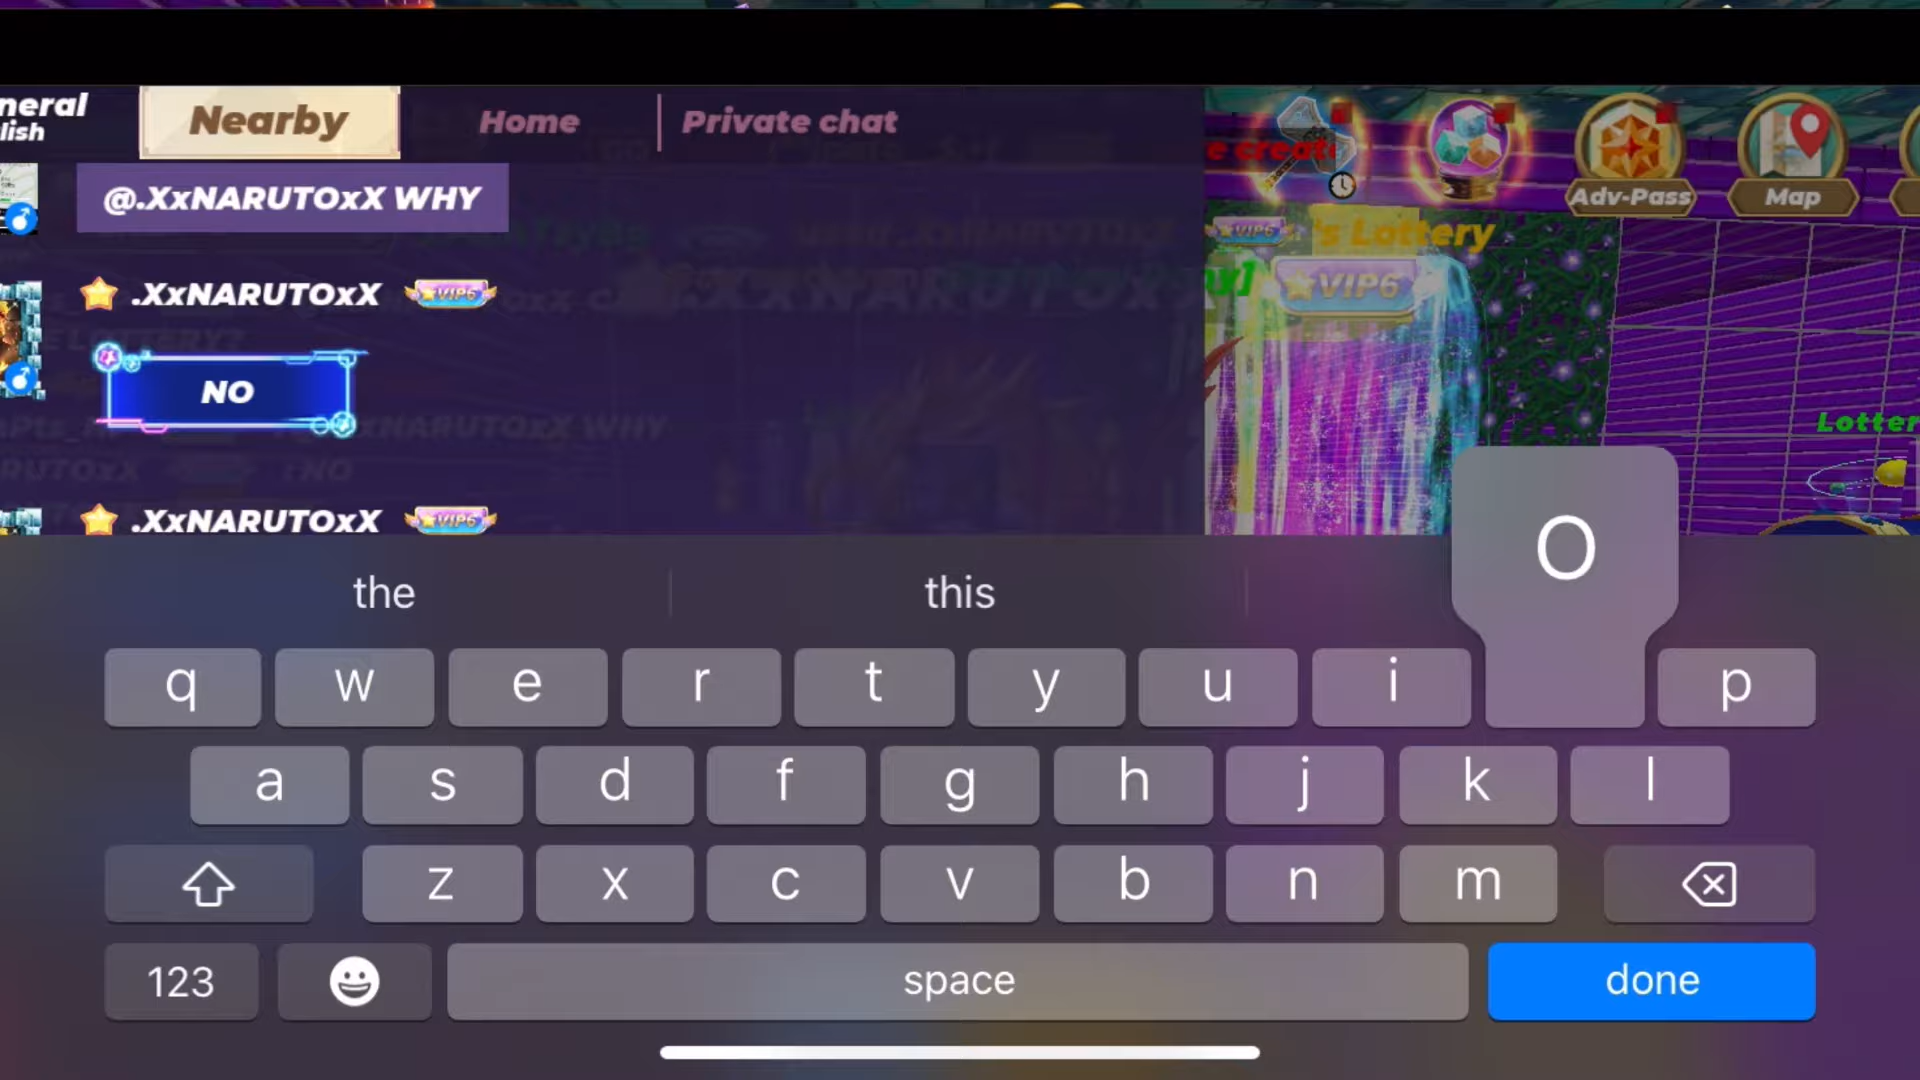 neral
lish
Nearby
Home
Private chat
@.XxNARUTOxX WHY
.XxNARUTOxX VIP6
NO
.XxNARUTOxX VIP6
e create
Adv-Pass
Map
VIP6
's Lottery
VIP6
Lotter
the
this
O
q w e r t y u i p
a s d f g h j k l
z x c v b n m
123
space
done